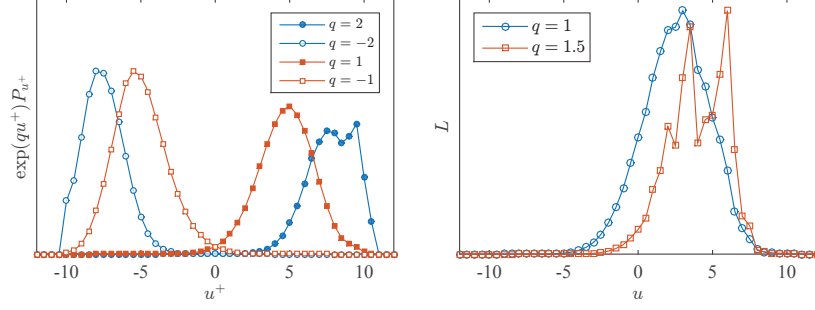 exp(qu⁺)P_{u⁺}
q = 2
q = −2
q = 1
q = −1
-10 -5 0 5 10
u⁺
L
q = 1
q = 1.5
-10 -5 0 5 10
u